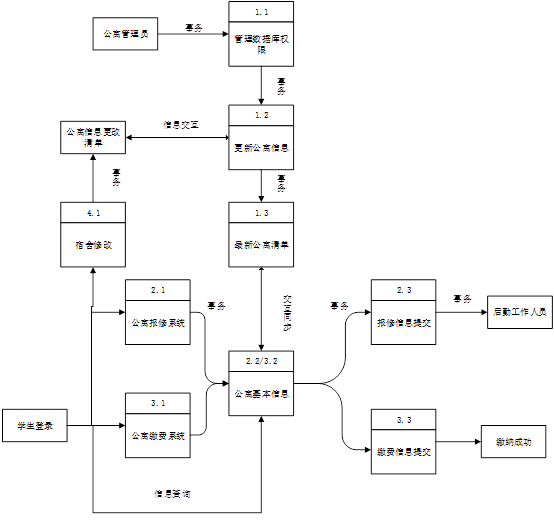 1.1
公寓管理员
事务
管理数据库权
限
事
务
1.2
公寓信息更改
清单
信息交互
更新公寓信息
事
务
事
务
4.1
1.3
宿舍修改
最新公寓清单
2.1
事务
交
互
同
步
事务
2.3
事务
公寓报修系统
报修信息提交
后勤工作人员
2.2/3.2
3.1
公寓基本信息
3.3
学生登录
公寓缴费系统
缴费信息提交
缴纳成功
信息查询